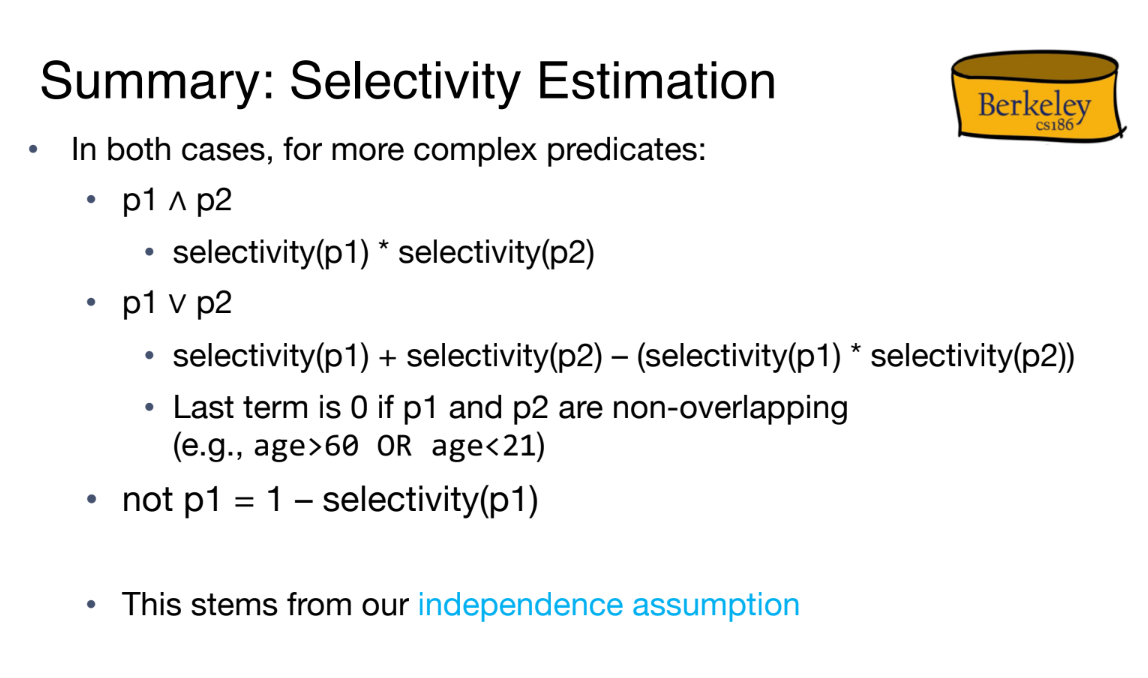 Summary: Selectivity Estimation
Berkeley
cs186
• In both cases, for more complex predicates:
• p1 ∧ p2
• selectivity(p1) * selectivity(p2)
• p1 ∨ p2
• selectivity(p1) + selectivity(p2) – (selectivity(p1) * selectivity(p2))
• Last term is 0 if p1 and p2 are non-overlapping
(e.g., age>60 OR age<21)
• not p1 = 1 – selectivity(p1)
• This stems from our independence assumption